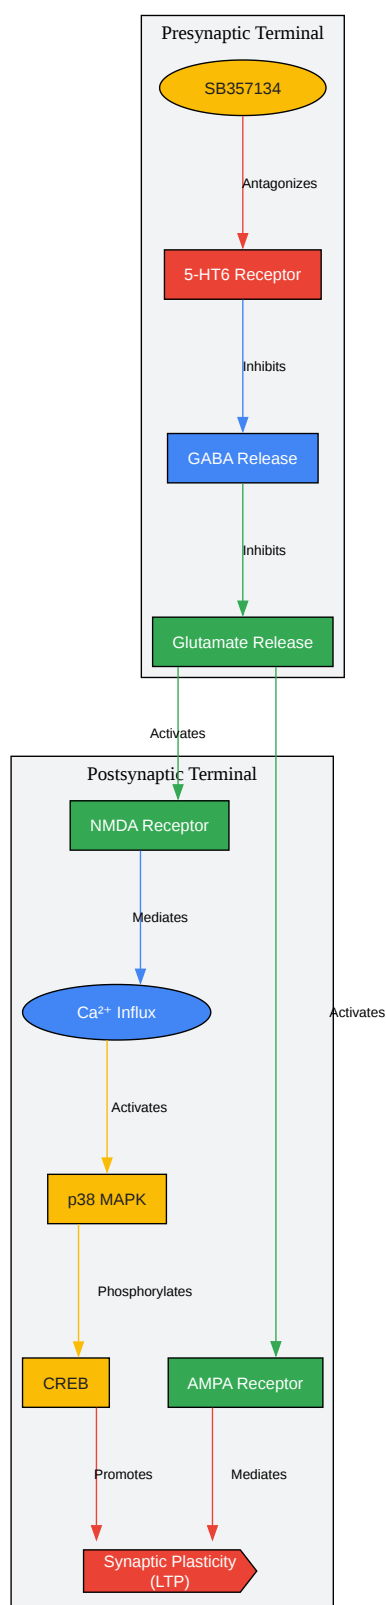 Presynaptic Terminal
SB357134
Antagonizes
5-HT6 Receptor
Inhibits
GABA Release
Inhibits
Glutamate Release
Activates
Postsynaptic Terminal
NMDA Receptor
Mediates
Ca²⁺ Influx
Activates
Activates
p38 MAPK
Phosphorylates
CREB
AMPA Receptor
Promotes
Mediates
Synaptic Plasticity
(LTP)